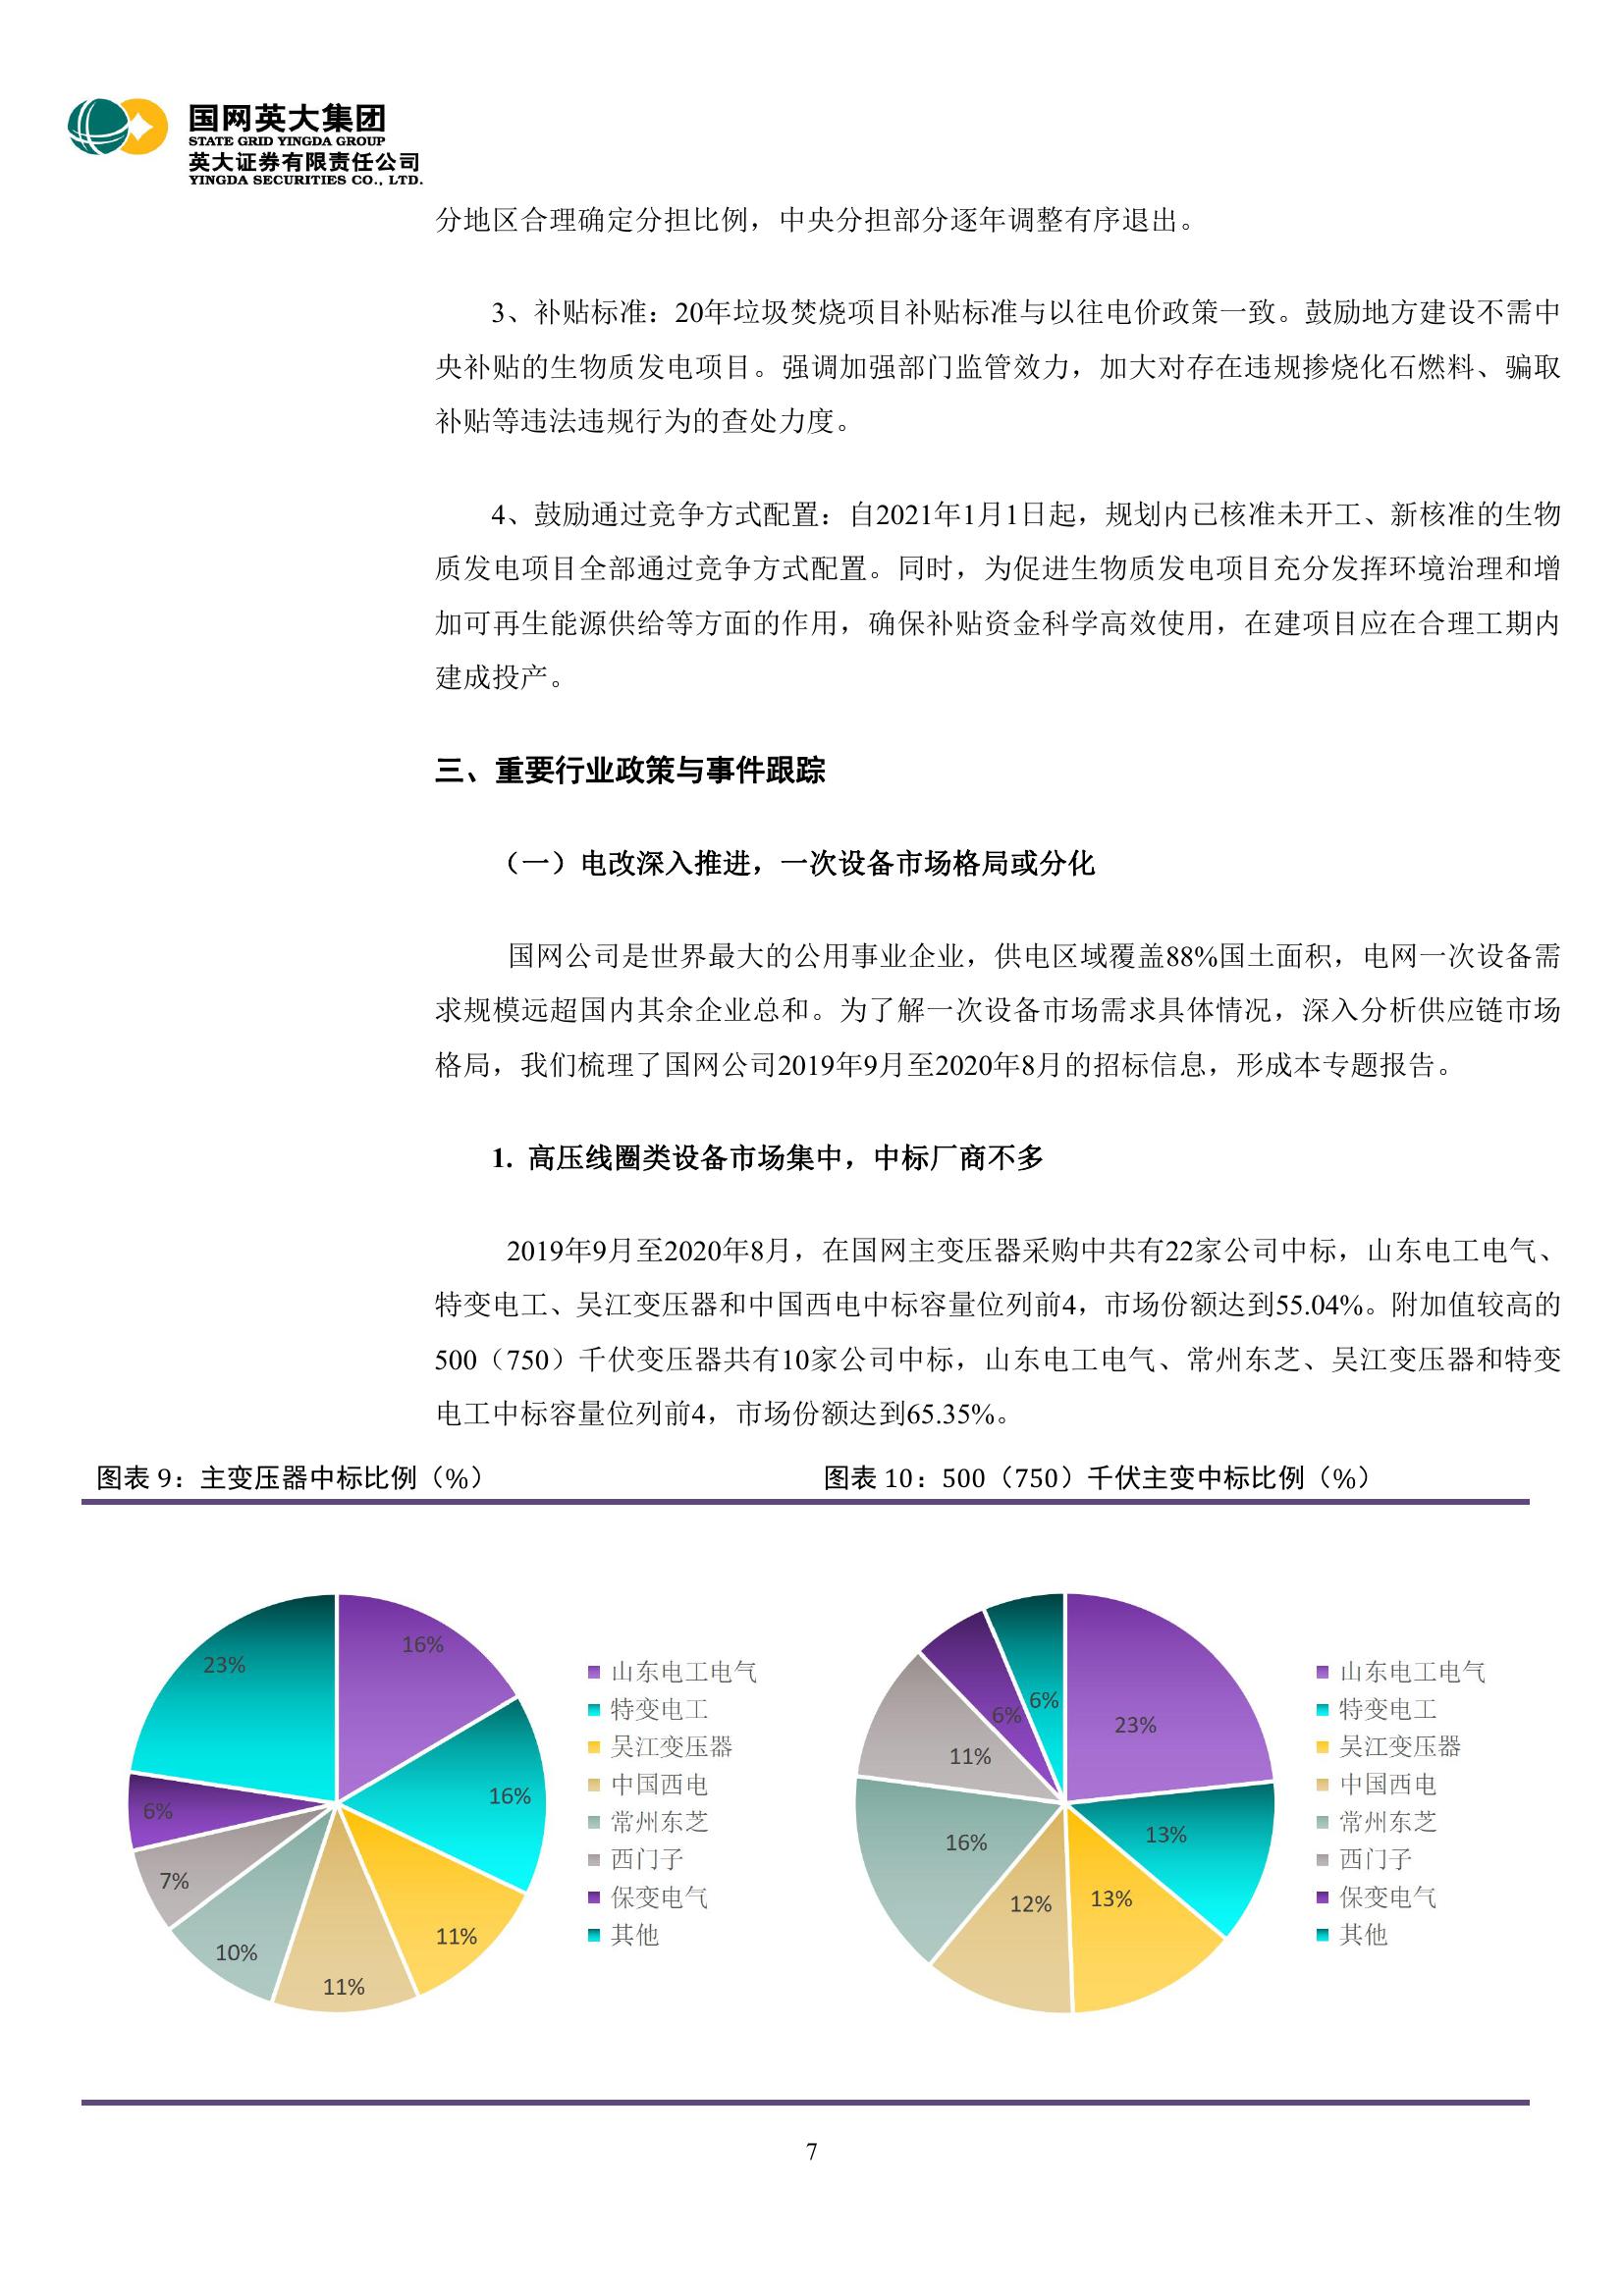 国网英大集团
STATE GRID YINGDA GROUP
英大证券有限责任公司
YINGDA SECURITIES CO., LTD.
分地区合理确定分担比例，中央分担部分逐年调整有序退出。
3、补贴标准：20年垃圾焚烧项目补贴标准与以往电价政策一致。鼓励地方建设不需中
央补贴的生物质发电项目。强调加强部门监管效力，加大对存在违规掺烧化石燃料、骗取
补贴等违法违规行为的查处力度。
4、鼓励通过竞争方式配置：自2021年1月1日起，规划内已核准未开工、新核准的生物
质发电项目全部通过竞争方式配置。同时，为促进生物质发电项目充分发挥环境治理和增
加可再生能源供给等方面的作用，确保补贴资金科学高效使用，在建项目应在合理工期内
建成投产。
三、重要行业政策与事件跟踪
（一）电改深入推进，一次设备市场格局或分化
国网公司是世界最大的公用事业企业，供电区域覆盖88%国土面积，电网一次设备需
求规模远超国内其余企业总和。为了解一次设备市场需求具体情况，深入分析供应链市场
格局，我们梳理了国网公司2019年9月至2020年8月的招标信息，形成本专题报告。
1. 高压线圈类设备市场集中，中标厂商不多
2019年9月至2020年8月，在国网主变压器采购中共有22家公司中标，山东电工电气、
特变电工、吴江变压器和中国西电中标容量位列前4，市场份额达到55.04%。附加值较高的
500（750）千伏变压器共有10家公司中标，山东电工电气、常州东芝、吴江变压器和特变
电工中标容量位列前4，市场份额达到65.35%。
图表 9：主变压器中标比例（%）
16%
16%
11%
11%
10%
7%
6%
23%
山东电工电气
特变电工
吴江变压器
中国西电
常州东芝
西门子
保变电气
其他
图表 10：500（750）千伏主变中标比例（%）
23%
13%
13%
12%
16%
11%
6%
6%
山东电工电气
特变电工
吴江变压器
中国西电
常州东芝
西门子
保变电气
其他
7